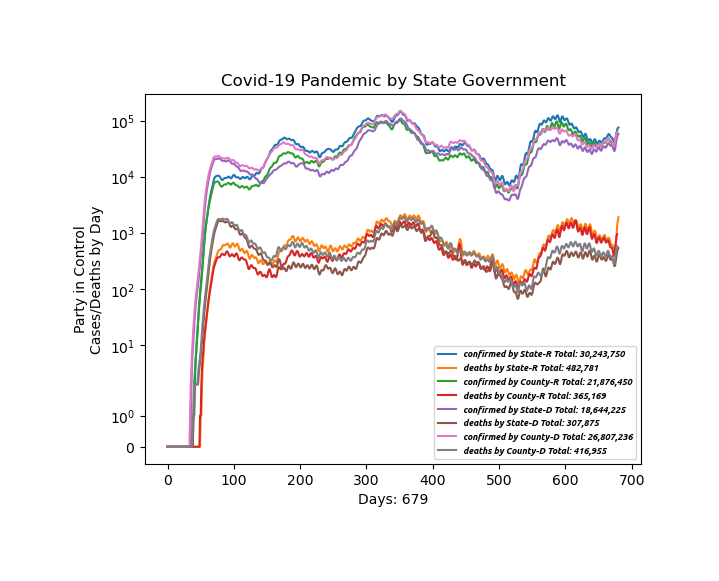 Covid-19 Pandemic by State Government
Party in Control
Cases/Deaths by Day
10^5
10^4
10^3
10^2
10^1
10^0
0
confirmed by State-R Total: 30,243,750
deaths by State-R Total: 482,781
confirmed by County-R Total: 21,876,450
deaths by County-R Total: 365,169
confirmed by State-D Total: 18,644,225
deaths by State-D Total: 307,875
confirmed by County-D Total: 26,807,236
deaths by County-D Total: 416,955
0 100 200 300 400 500 600 700
Days: 679